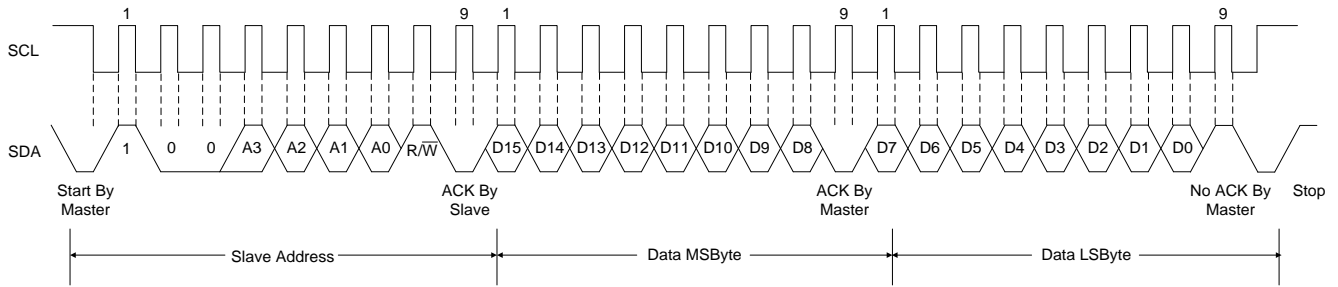 1 9 1 9 1 9
SCL
SDA
1 0 0 A3 A2 A1 A0 R/W̅ D15 D14 D13 D12 D11 D10 D9 D8 D7 D6 D5 D4 D3 D2 D1 D0
Start By
Master
ACK By
Slave
ACK By
Master
No ACK By
Master
Stop
Slave Address
Data MSByte
Data LSByte